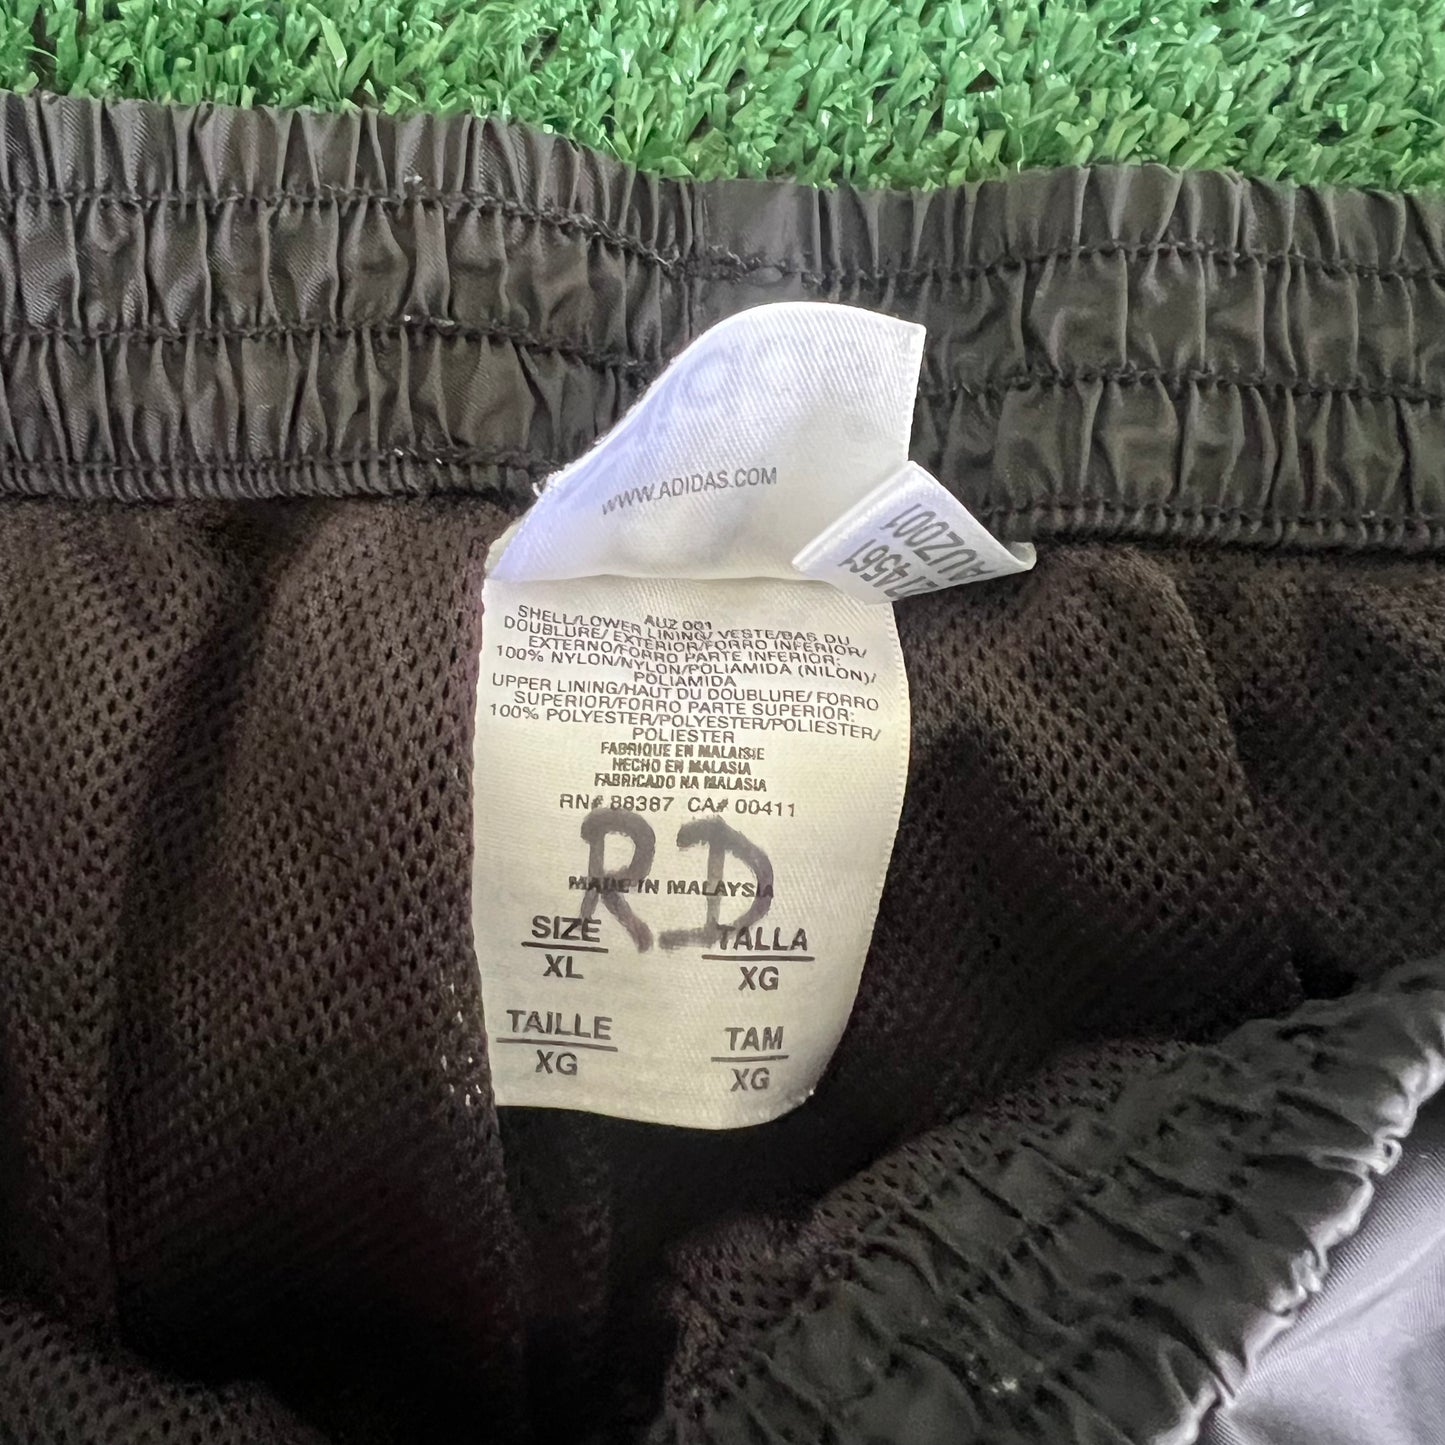 WWW.ADIDAS.COM
274561
AUZ001
AUZ 001
SHELL/LOWER LINING/ VESTE/BAS DU
DOUBLURE/ EXTERIOR/FORRO INFERIOR/
EXTERNO/FORRO PARTE INFERIOR:
100% NYLON/NYLON/POLIAMIDA (NILON)/
POLIAMIDA
UPPER LINING/HAUT DU DOUBLURE/ FORRO
SUPERIOR/FORRO PARTE SUPERIOR:
100% POLYESTER/POLYESTER/POLIESTER/
POLIESTER
FABRIQUE EN MALAISIE
HECHO EN MALASIA
FABRICADO NA MALASIA
RN# 88387 CA# 00411
RD
MADE IN MALAYSIA
SIZE TALLA
XL XG
TAILLE TAM
XG XG